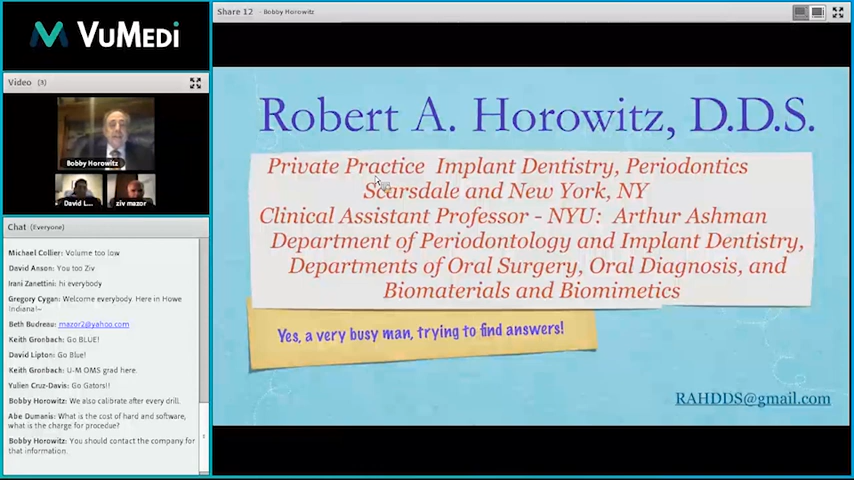 VuMedi
Share 12 - Bobby Horowitz
Video (3)
Bobby Horowitz
David L...
ziv mazor
Chat (Everyone)
Michael Collier: Volume too low
David Anson: You too Ziv
Irani Zanettini: hi everybody
Gregory Cygan: Welcome everybody. Here in Howe
Indiana!~
Beth Budreau: mazor2@yahoo.com
Keith Gronbach: Go BLUE!
David Lipton: Go Blue!
Keith Gronbach: U-M OMS grad here.
Yulien Cruz-Davis: Go Gators!!
Bobby Horowitz: We also calibrate after every drill.
Abe Dumanis: What is the cost of hard and software,
what is the charge for procedue?
Bobby Horowitz: You should contact the company for
that information.
Robert A. Horowitz, D.D.S.
Private Practice Implant Dentistry, Periodontics
Scarsdale and New York, NY
Clinical Assistant Professor - NYU: Arthur Ashman
Department of Periodontology and Implant Dentistry,
Departments of Oral Surgery, Oral Diagnosis, and
Biomaterials and Biomimetics
Yes, a very busy man, trying to find answers!
RAHDDS@gmail.com